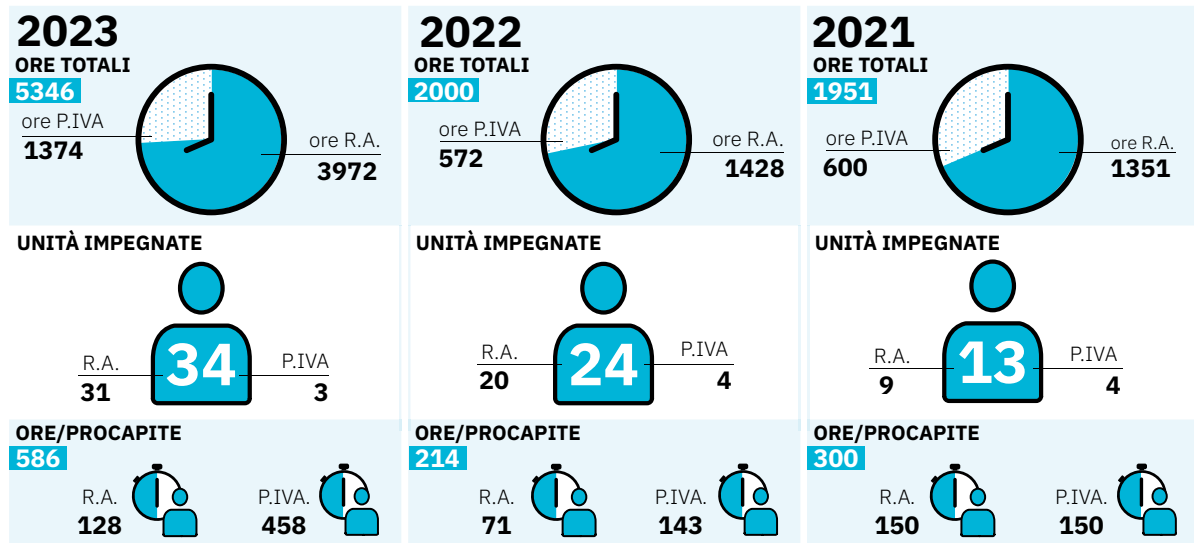 2023
ORE TOTALI
5346
ore P.IVA
1374
ore R.A.
3972
UNITÀ IMPEGNATE
34
R.A.
31
P.IVA
3
ORE/PROCAPITE
586
R.A.
128
P.IVA.
458
2022
ORE TOTALI
2000
ore P.IVA
572
ore R.A.
1428
UNITÀ IMPEGNATE
24
R.A.
20
P.IVA
4
ORE/PROCAPITE
214
R.A.
71
P.IVA.
143
2021
ORE TOTALI
1951
ore P.IVA
600
ore R.A.
1351
UNITÀ IMPEGNATE
13
R.A.
9
P.IVA
4
ORE/PROCAPITE
300
R.A.
150
P.IVA.
150